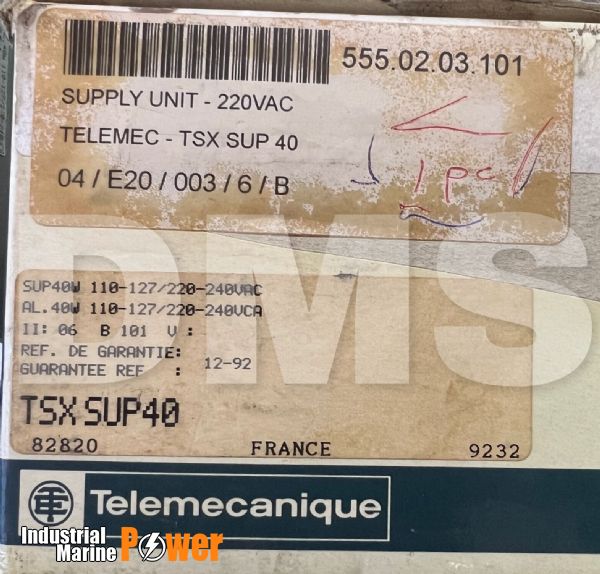 555.02.03.101
SUPPLY UNIT - 220VAC
TELEMEC - TSX SUP 40
04 / E20 / 003 / 6 / B
1 pc
DMS
SUP40W 110-127/220-240VAC
AL.40W 110-127/220-240VCA
II: 06 B 101 V :
REF. DE GARANTIE:
GUARANTEE REF : 12-92
TSX SUP40
82820 FRANCE 9232
TE Telemecanique
Industrial
Marine Power